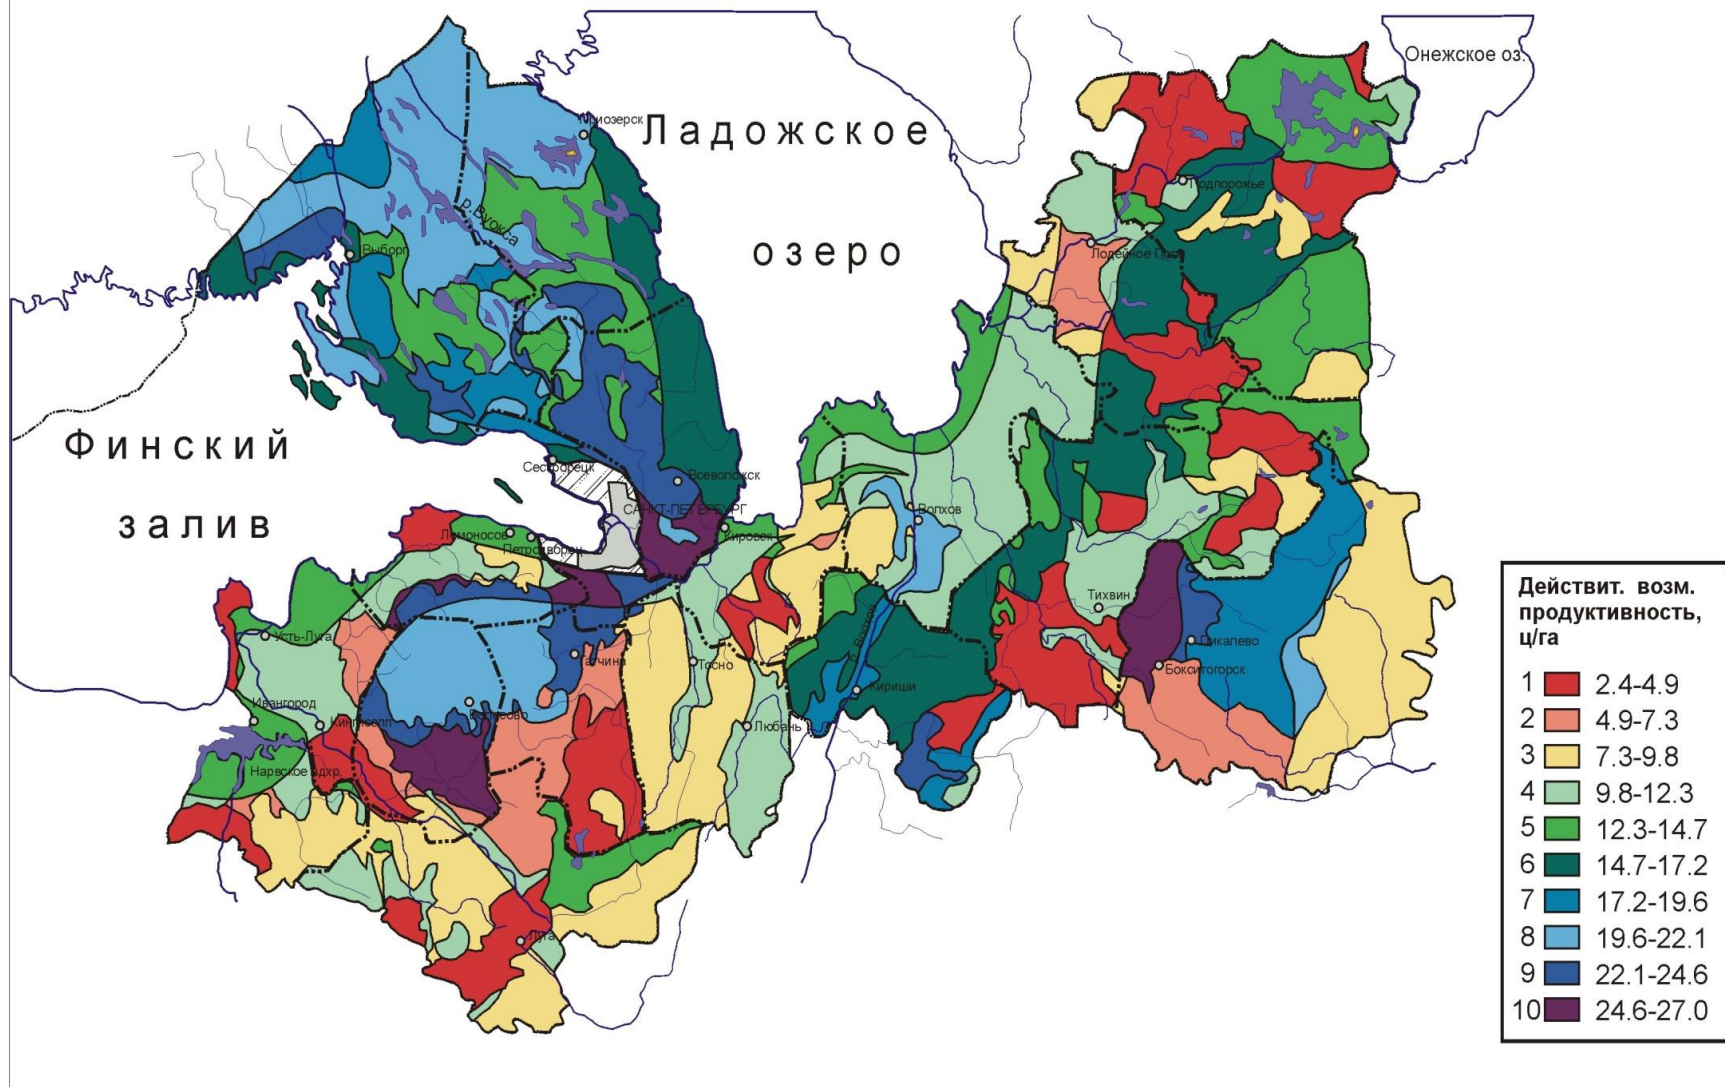 Онежское оз.
Приозерск
Ладожское
озеро
р.Вуокса
Выборг
Подпорожье
Лодейное Поле
Финский
залив
Сестрорецк
Всеволожск
САНКТ-ПЕТЕРБУРГ
Волхов
Ломоносов
Петродворец
Кировск
Тихвин
р.Волхов
Усть-Луга
Гатчина
Тосно
Пикалево
Бокситогорск
Кириши
Ивангород
Кингисепп
Волосово
Любань
Нарвское вдхр.
Луга
Действит. возм.
продуктивность,
ц/га
1 2.4-4.9
2 4.9-7.3
3 7.3-9.8
4 9.8-12.3
5 12.3-14.7
6 14.7-17.2
7 17.2-19.6
8 19.6-22.1
9 22.1-24.6
10 24.6-27.0